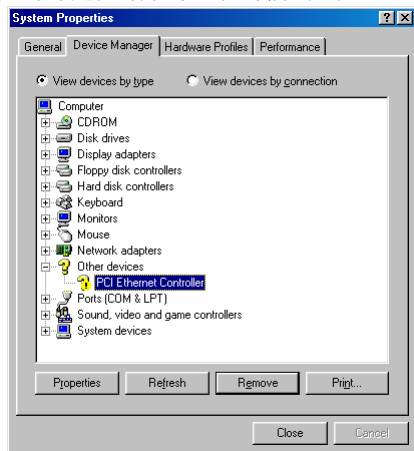 System Properties
General Device Manager Hardware Profiles Performance
View devices by type View devices by connection
Computer
CDROM
Disk drives
Display adapters
Floppy disk controllers
Hard disk controllers
Keyboard
Monitors
Mouse
Network adapters
Other devices
PCI Ethernet Controller
Ports (COM & LPT)
Sound, video and game controllers
System devices
Properties Refresh Remove Print...
Close Cancel